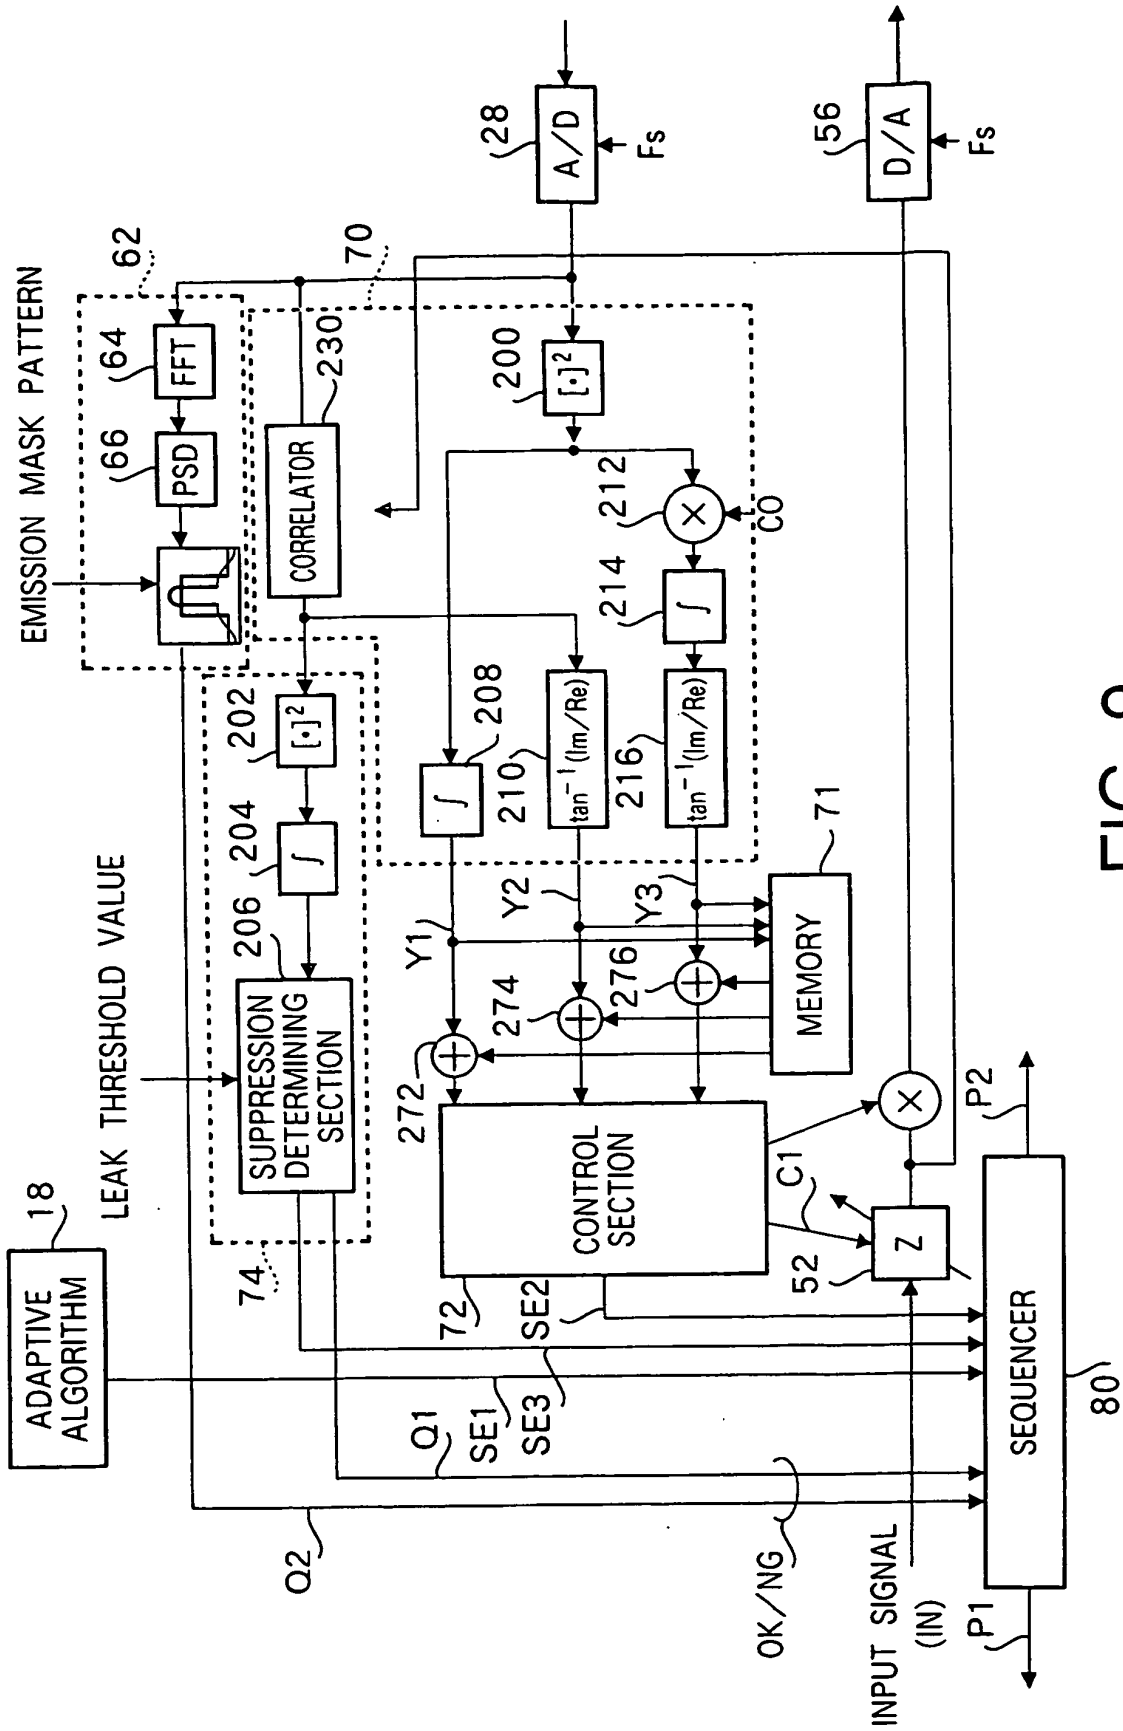 EMISSION MASK PATTERN
62
64
FFT
66
PSD
70
28
A/D
Fs
56
D/A
Fs
230
CORRELATOR
200
[•]²
212
×
CO
214
∫
LEAK THRESHOLD VALUE
202
[•]²
204
∫
206
SUPPRESSION
DETERMINING
SECTION
74
208
∫
210
tan⁻¹(Im/Re)
216
tan⁻¹(Im/Re)
71
MEMORY
Y1
Y2
Y3
272
+
274
+
276
+
18
ADAPTIVE
ALGORITHM
72
CONTROL
SECTION
C1
×
52
Z
SE2
SE1
SE3
Q1
Q2
OK/NG
INPUT SIGNAL
(IN)
SEQUENCER
80
P1
P2
FIG